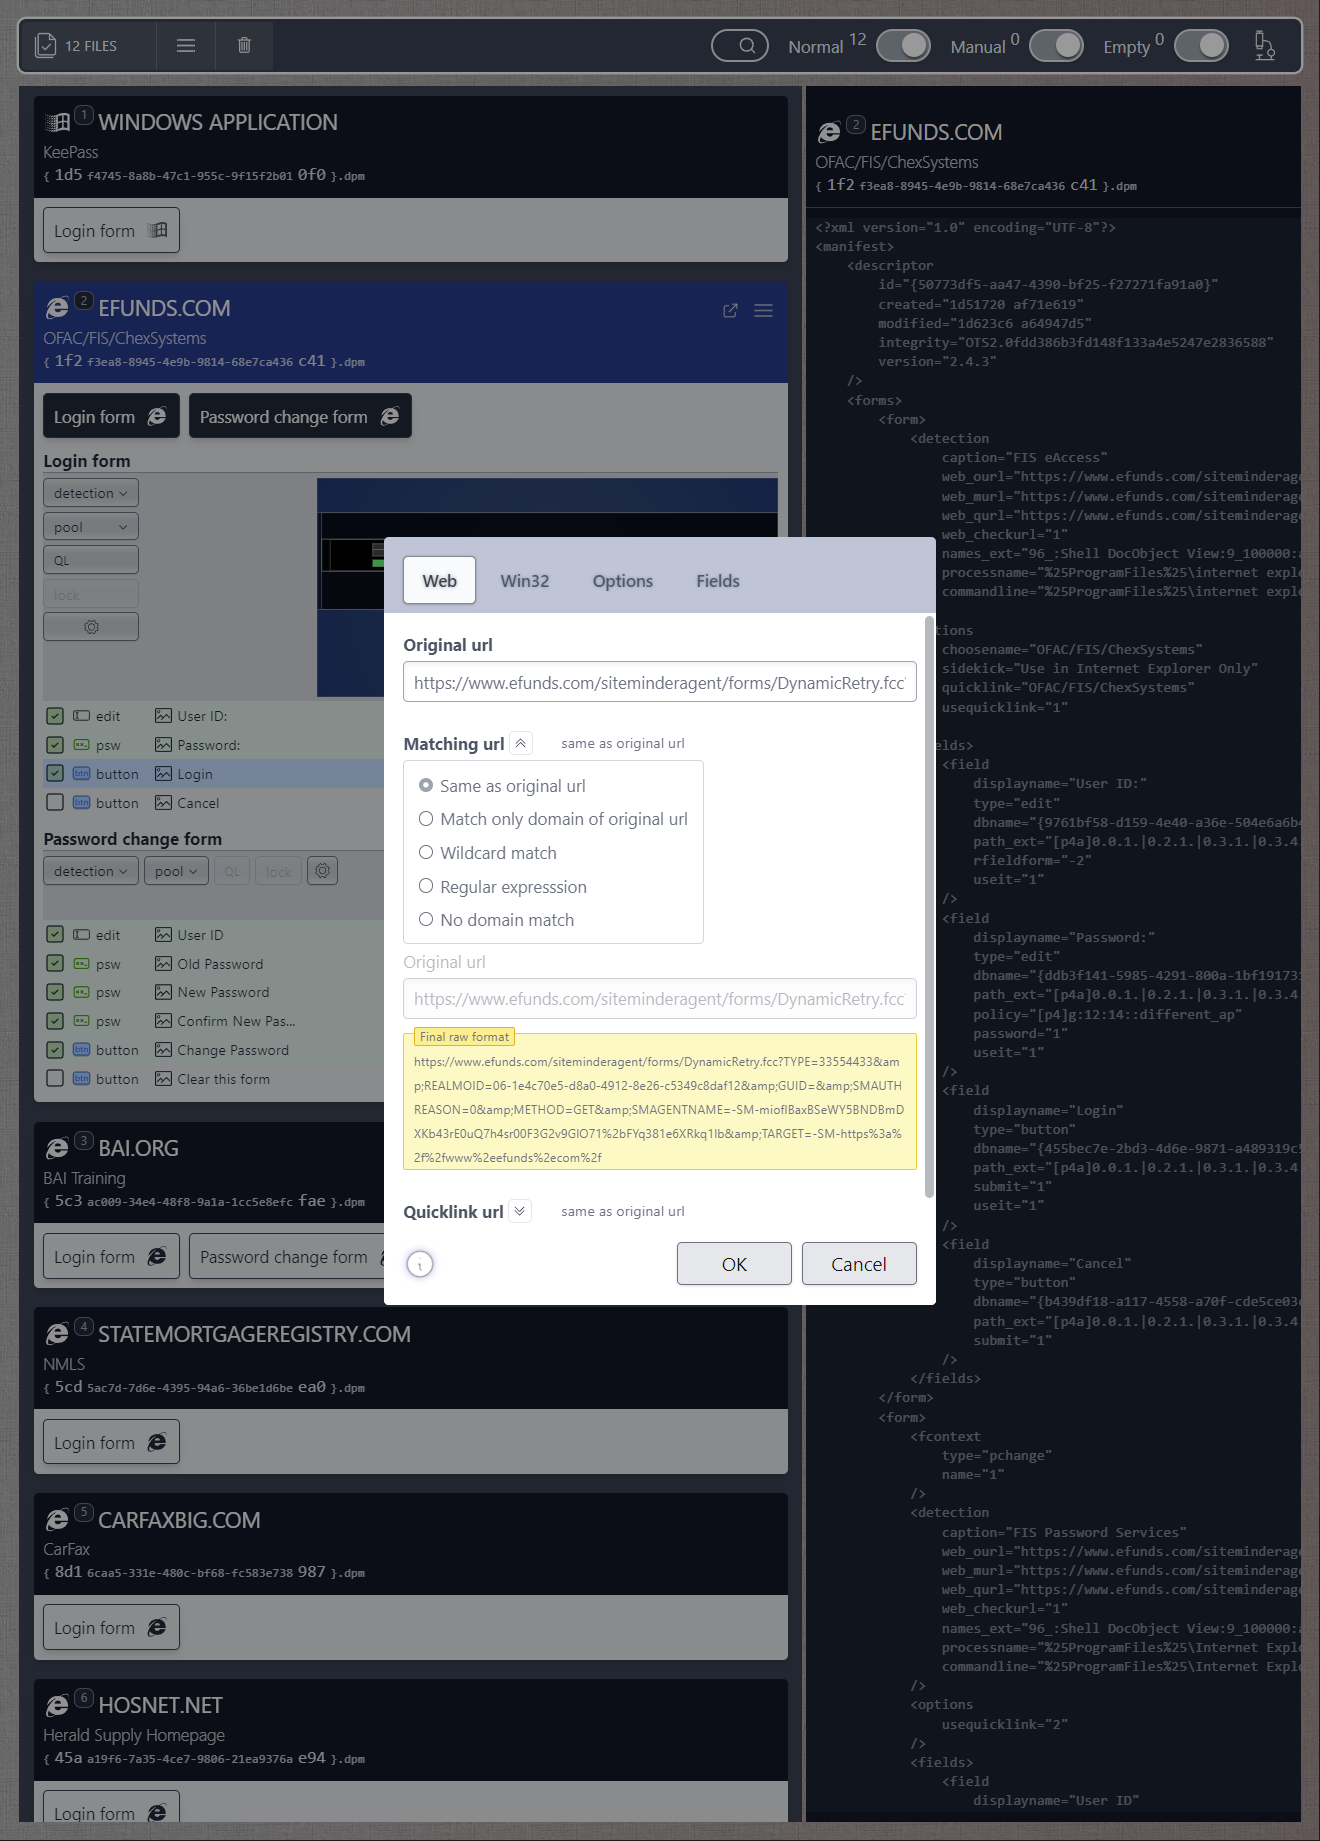 12 FILES
Normal 12
Manual 0
Empty 0
1 WINDOWS APPLICATION
KeePass
{ 1d5 f4745-8a8b-47c1-955c-9f15f2b01 0f0 }.dpm
Login form
2 EFUNDS.COM
OFAC/FIS/ChexSystems
{ 1f2 f3ea8-8945-4e9b-9814-68e7ca436 c41 }.dpm
Login form
Password change form
Login form
detection
pool
QL
lock
edit User ID:
psw Password:
btn button Login
btn button Cancel
Password change form
detection pool QL lock
edit User ID
psw Old Password
psw New Password
psw Confirm New Pas...
btn button Change Password
btn button Clear this form
3 BAI.ORG
BAI Training
{ 5c3 ac009-34e4-48f8-9a1a-1cc5e8efc fae }.dpm
Login form
Password change form
4 STATEMORTGAGEREGISTRY.COM
NMLS
{ 5cd 5ac7d-7d6e-4395-94a6-36be1d6be ea0 }.dpm
Login form
5 CARFAXBIG.COM
CarFax
{ 8d1 6caa5-331e-480c-bf68-fc583e738 987 }.dpm
Login form
6 HOSNET.NET
Herald Supply Homepage
{ 45a a19f6-7a35-4ce7-9806-21ea9376a e94 }.dpm
Login form
Web
Win32
Options
Fields
Original url
https://www.efunds.com/siteminderagent/forms/DynamicRetry.fcc
Matching url same as original url
Same as original url
Match only domain of original url
Wildcard match
Regular expresssion
No domain match
Original url
https://www.efunds.com/siteminderagent/forms/DynamicRetry.fcc
Final raw format
https://www.efunds.com/siteminderagent/forms/DynamicRetry.fcc?TYPE=33554433&am
p;REALMOID=06-1e4c70e5-d8a0-4912-8e26-c5349c8daf12&amp;GUID=&amp;SMAUTH
REASON=0&amp;METHOD=GET&amp;SMAGENTNAME=-SM-mioflBaxBSeWY5BNDBmD
XKb43rE0uQ7h4sr00F3G2v9GIO71%2bFYq381e6XRkq1lb&amp;TARGET=-SM-https%3a%
2f%2fwww%2eefunds%2ecom%2f
Quicklink url same as original url
i
OK
Cancel
2 EFUNDS.COM
OFAC/FIS/ChexSystems
{ 1f2 f3ea8-8945-4e9b-9814-68e7ca436 c41 }.dpm
<?xml version="1.0" encoding="UTF-8"?>
<manifest>
<descriptor
id="{50773df5-aa47-4390-bf25-f27271fa91a0}"
created="1d51720 af71e619"
modified="1d623c6 a64947d5"
integrity="OTS2.0fdd386b3fd148f133a4e5247e2836588"
version="2.4.3"
/>
<forms>
<form>
<detection
caption="FIS eAccess"
web_ourl="https://www.efunds.com/siteminderage
web_murl="https://www.efunds.com/siteminderage
web_qurl="https://www.efunds.com/siteminderage
web_checkurl="1"
names_ext="96_:Shell DocObject View:9_100000:a
processname="%25ProgramFiles%25\internet explo
commandline="%25ProgramFiles%25\internet explo
tions
choosename="OFAC/FIS/ChexSystems"
sidekick="Use in Internet Explorer Only"
quicklink="OFAC/FIS/ChexSystems"
usequicklink="1"
elds>
<field
displayname="User ID:"
type="edit"
dbname="{9761bf58-d159-4e40-a36e-504e6a6b4
path_ext="[p4a]0.0.1.|0.2.1.|0.3.1.|0.3.4
rfieldform="-2"
useit="1"
/>
<field
displayname="Password:"
type="edit"
dbname="{ddb3f141-5985-4291-800a-1bf191731
path_ext="[p4a]0.0.1.|0.2.1.|0.3.1.|0.3.4
policy="[p4]g:12:14::different_ap"
password="1"
useit="1"
/>
<field
displayname="Login"
type="button"
dbname="{455bec7e-2bd3-4d6e-9871-a489319c5
path_ext="[p4a]0.0.1.|0.2.1.|0.3.1.|0.3.4
submit="1"
useit="1"
/>
<field
displayname="Cancel"
type="button"
dbname="{b439df18-a117-4558-a70f-cde5ce03c
path_ext="[p4a]0.0.1.|0.2.1.|0.3.1.|0.3.4
submit="1"
/>
</fields>
</form>
<form>
<fcontext
type="pchange"
name="1"
/>
<detection
caption="FIS Password Services"
web_ourl="https://www.efunds.com/siteminderage
web_murl="https://www.efunds.com/siteminderage
web_qurl="https://www.efunds.com/siteminderage
web_checkurl="1"
names_ext="96_:Shell DocObject View:9_100000:a
processname="%25ProgramFiles%25\Internet Explo
commandline="%25ProgramFiles%25\Internet Explo
/>
<options
usequicklink="2"
/>
<fields>
<field
displayname="User ID"